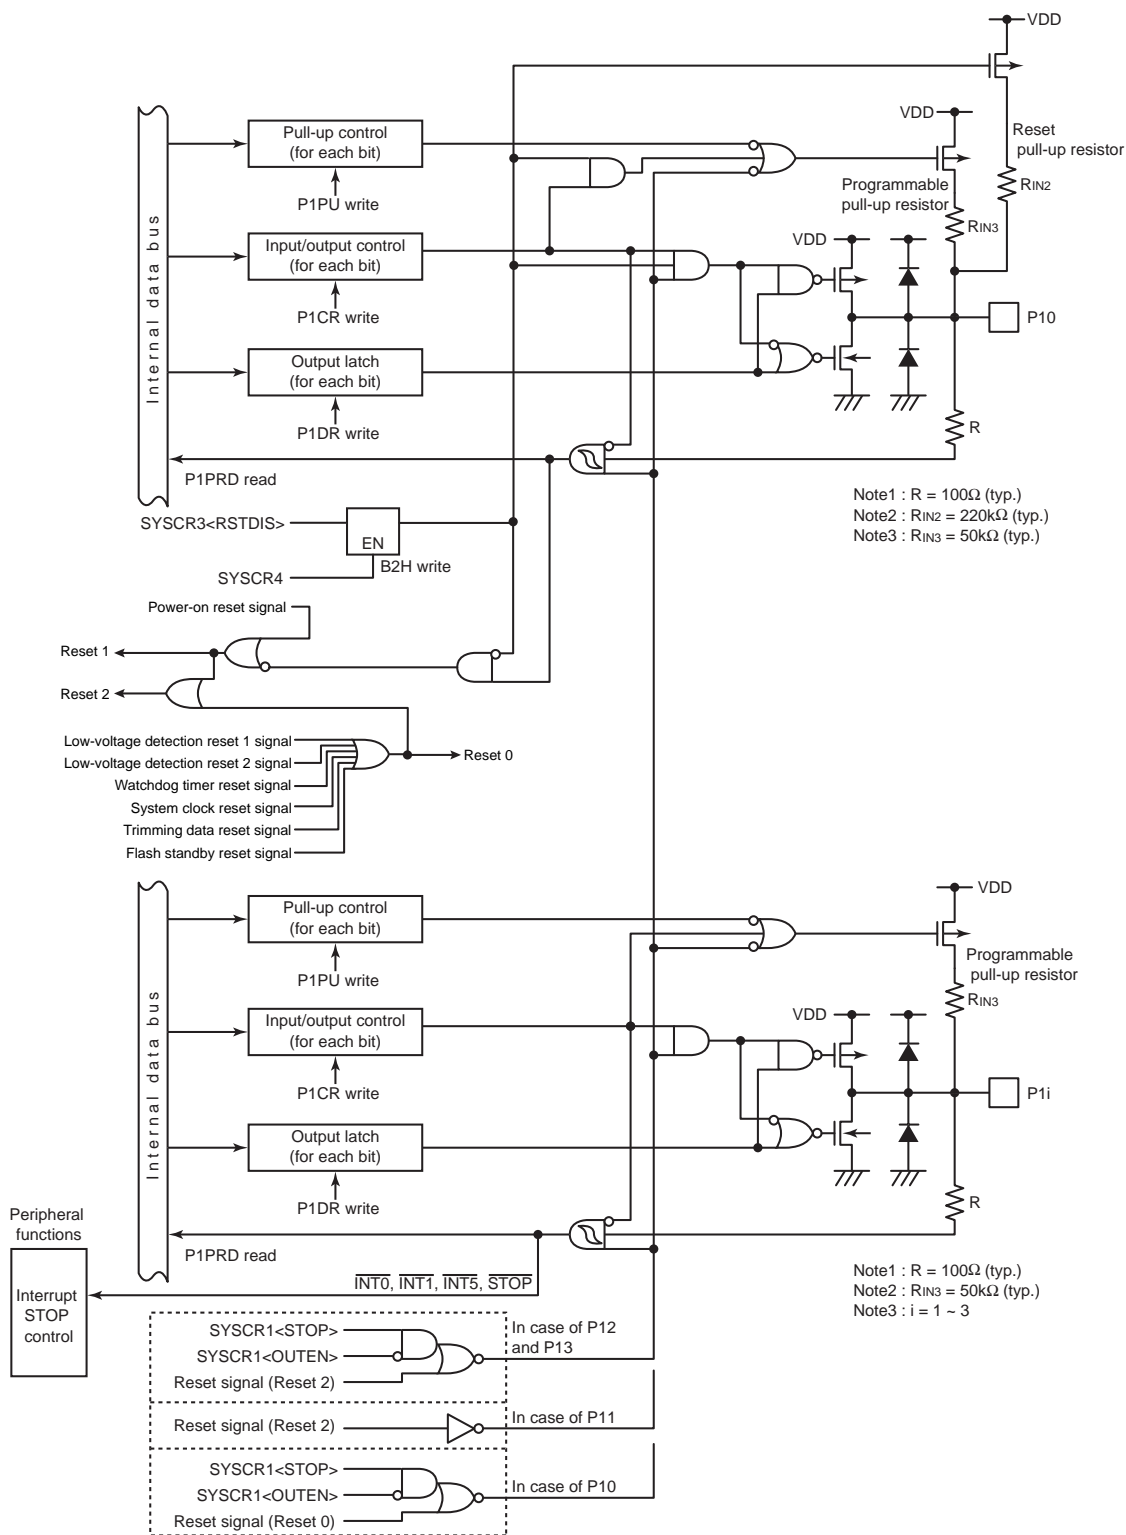 VDD
VDD
Reset
pull-up resistor
RIN2
Internal data bus
Pull-up control
(for each bit)
P1PU write
Programmable
pull-up resistor
RIN3
Input/output control
(for each bit)
P1CR write
VDD
P10
Output latch
(for each bit)
P1DR write
R
P1PRD read
Note1 : R = 100Ω (typ.)
Note2 : RIN2 = 220kΩ (typ.)
Note3 : RIN3 = 50kΩ (typ.)
SYSCR3<RSTDIS>
EN
B2H write
SYSCR4
Power-on reset signal
Reset 1
Reset 2
Low-voltage detection reset 1 signal
Low-voltage detection reset 2 signal
Watchdog timer reset signal
System clock reset signal
Trimming data reset signal
Flash standby reset signal
Reset 0
VDD
Internal data bus
Pull-up control
(for each bit)
P1PU write
Programmable
pull-up resistor
RIN3
Input/output control
(for each bit)
P1CR write
VDD
P1i
Output latch
(for each bit)
P1DR write
R
P1PRD read
Peripheral
functions
Interrupt
STOP
control
INT0, INT1, INT5, STOP
Note1 : R = 100Ω (typ.)
Note2 : RIN3 = 50kΩ (typ.)
Note3 : i = 1 ~ 3
SYSCR1<STOP>
SYSCR1<OUTEN>
Reset signal (Reset 2)
In case of P12
and P13
Reset signal (Reset 2)
In case of P11
SYSCR1<STOP>
SYSCR1<OUTEN>
Reset signal (Reset 0)
In case of P10